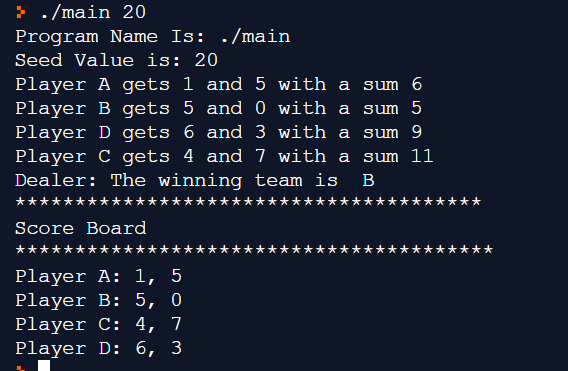 > ./main 20
Program Name Is: ./main
Seed Value is: 20
Player A gets 1 and 5 with a sum 6
Player B gets 5 and 0 with a sum 5
Player D gets 6 and 3 with a sum 9
Player C gets 4 and 7 with a sum 11
Dealer: The winning team is  B
***************************************
Score Board
****************************************
Player A: 1, 5
Player B: 5, 0
Player C: 4, 7
Player D: 6, 3
>